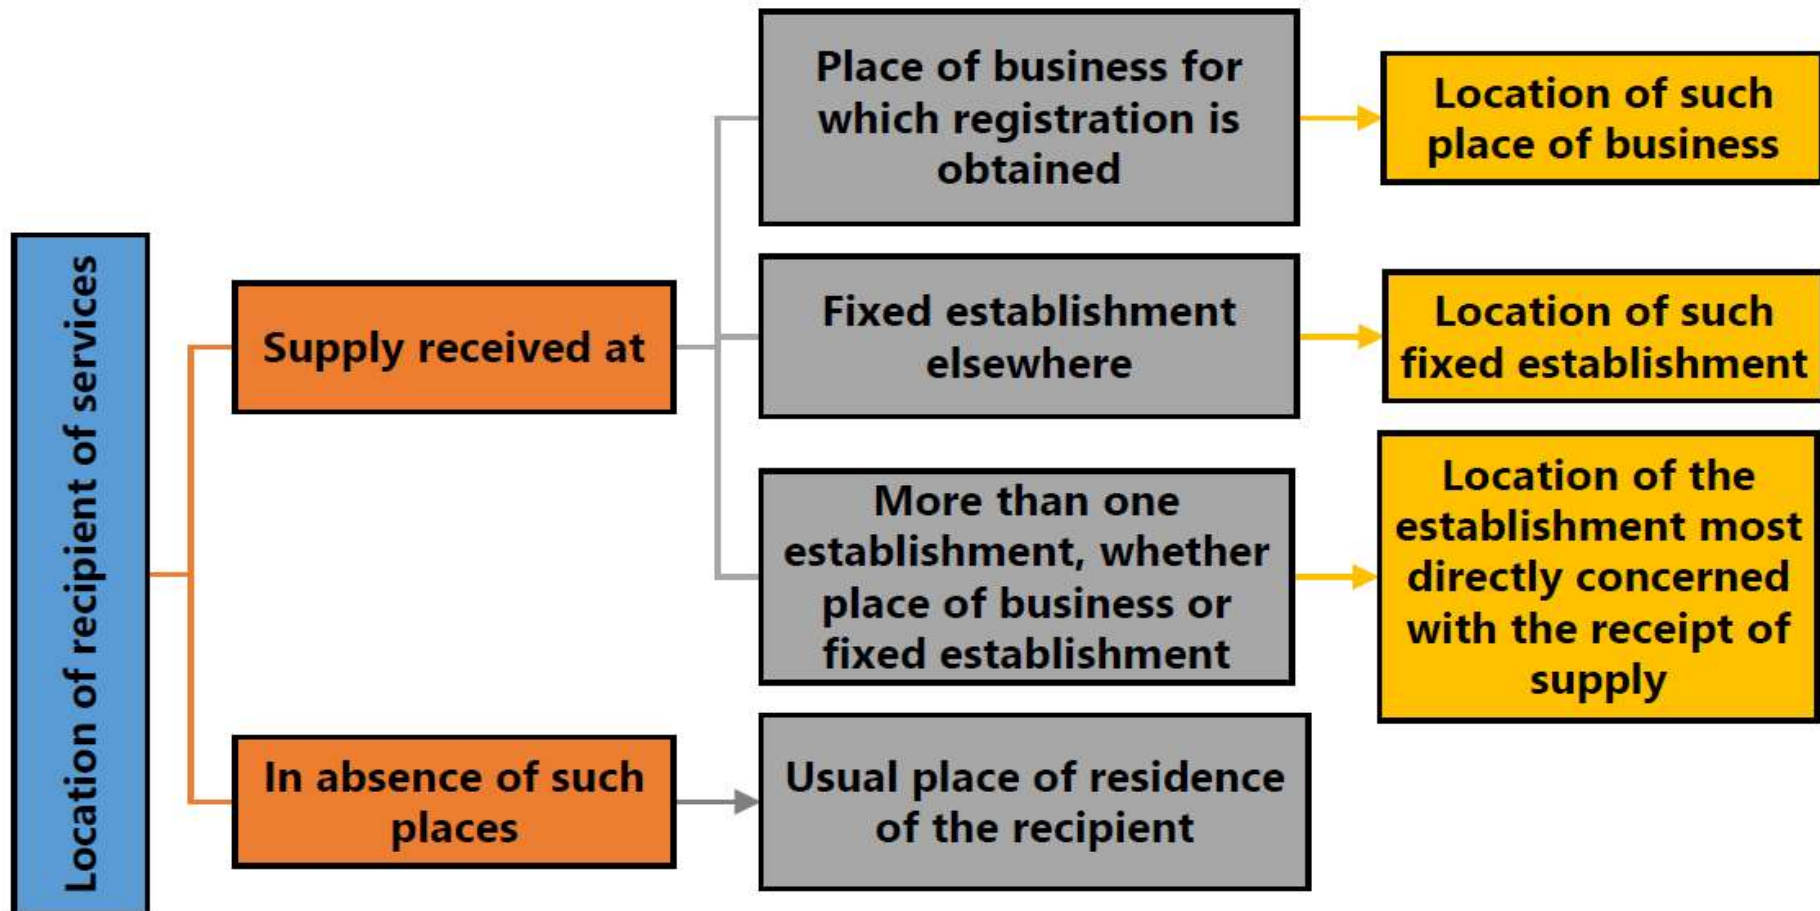 Location of recipient of services
Supply received at
Place of business for
which registration is
obtained
Location of such
place of business
Fixed establishment
elsewhere
Location of such
fixed establishment
More than one
establishment, whether
place of business or
fixed establishment
Location of the
establishment most
directly concerned
with the receipt of
supply
In absence of such
places
Usual place of residence
of the recipient